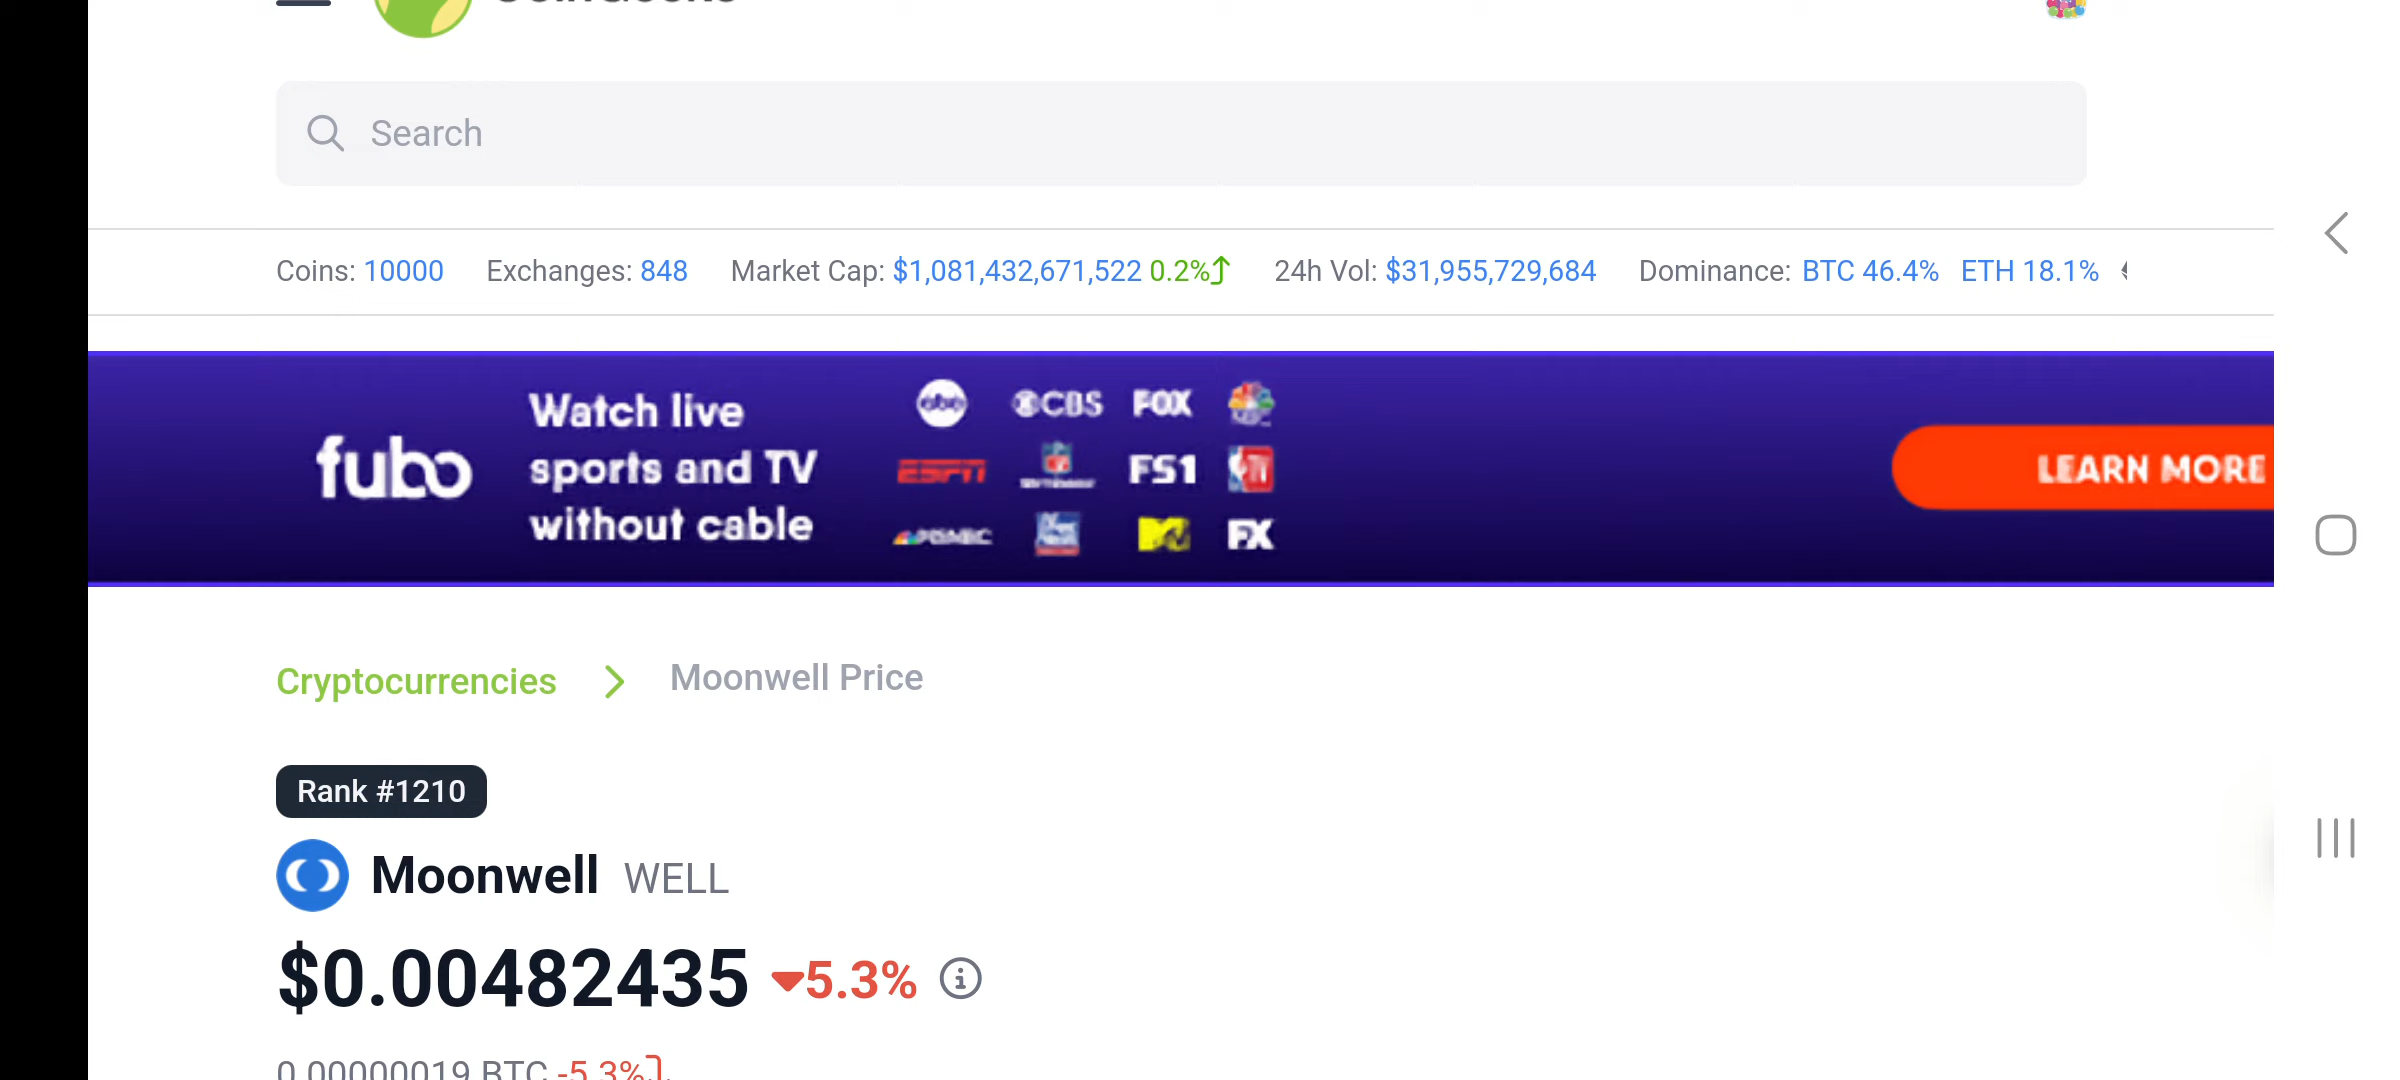 Search
Coins: 10000 Exchanges: 848 Market Cap: $1,081,432,671,522 0.2% 24h Vol: $31,955,729,684 Dominance: BTC 46.4% ETH 18.1%
fubo
Watch live
sports and TV
without cable
abc CBS FOX
ESPN FS1
FX
LEARN MORE
Cryptocurrencies > Moonwell Price
Rank #1210
Moonwell WELL
$0.00482435 5.3%
0.00000019 BTC -5.3%